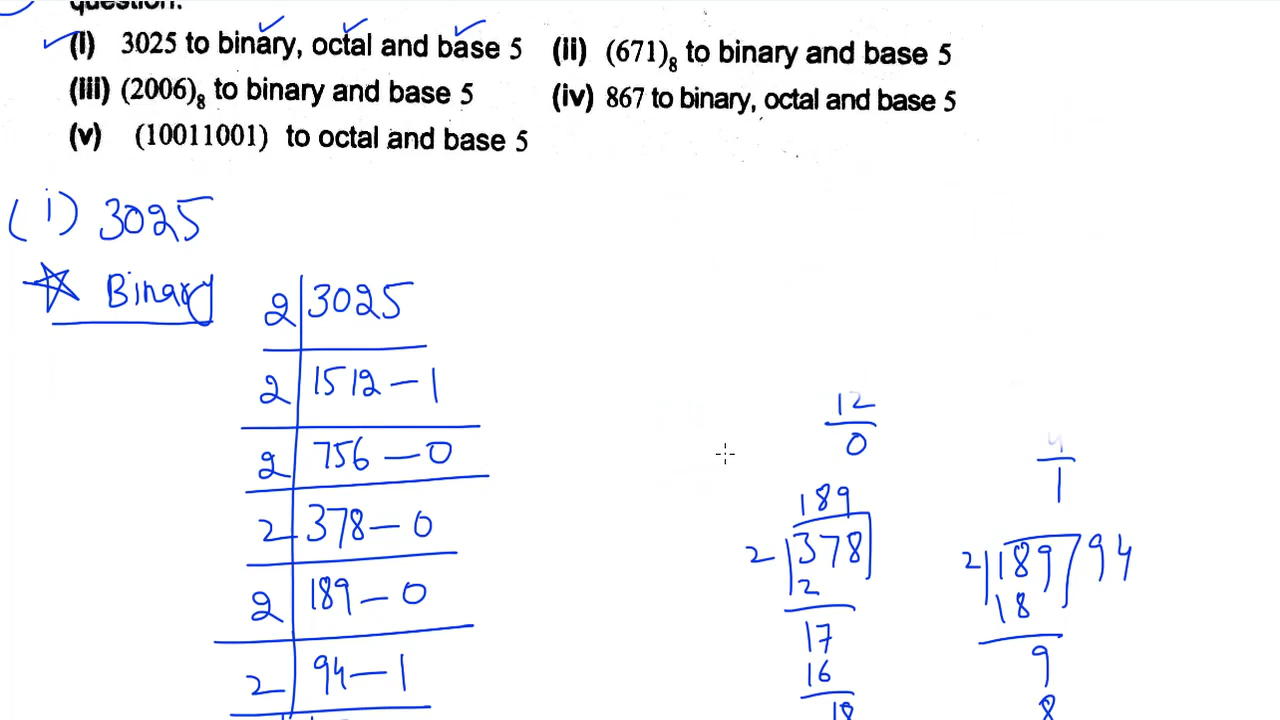 question:
(i) 3025 to binary, octal and base 5 (ii) (671)₈ to binary and base 5
(iii) (2006)₈ to binary and base 5 (iv) 867 to binary, octal and base 5
(v) (10011001) to octal and base 5
(i) 3025
Binary
2 3025
2 1512 – 1
2 756 – 0
2 378 – 0
2 189 – 0
2 94 – 1
12
0
189
2 378
2
17
16
18
4
1
2 189 94
18
9
8